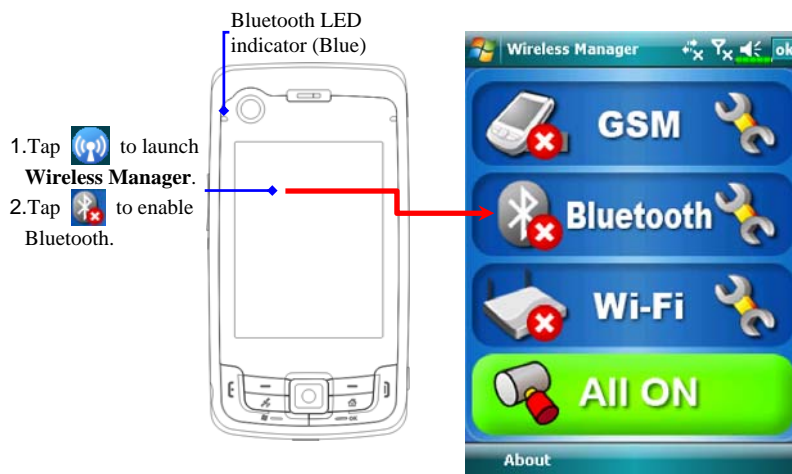 Bluetooth LED
indicator (Blue)
1.Tap to launch
Wireless Manager.
2.Tap to enable
Bluetooth.
Wireless Manager ok
GSM
Bluetooth
Wi-Fi
All ON
About
OK